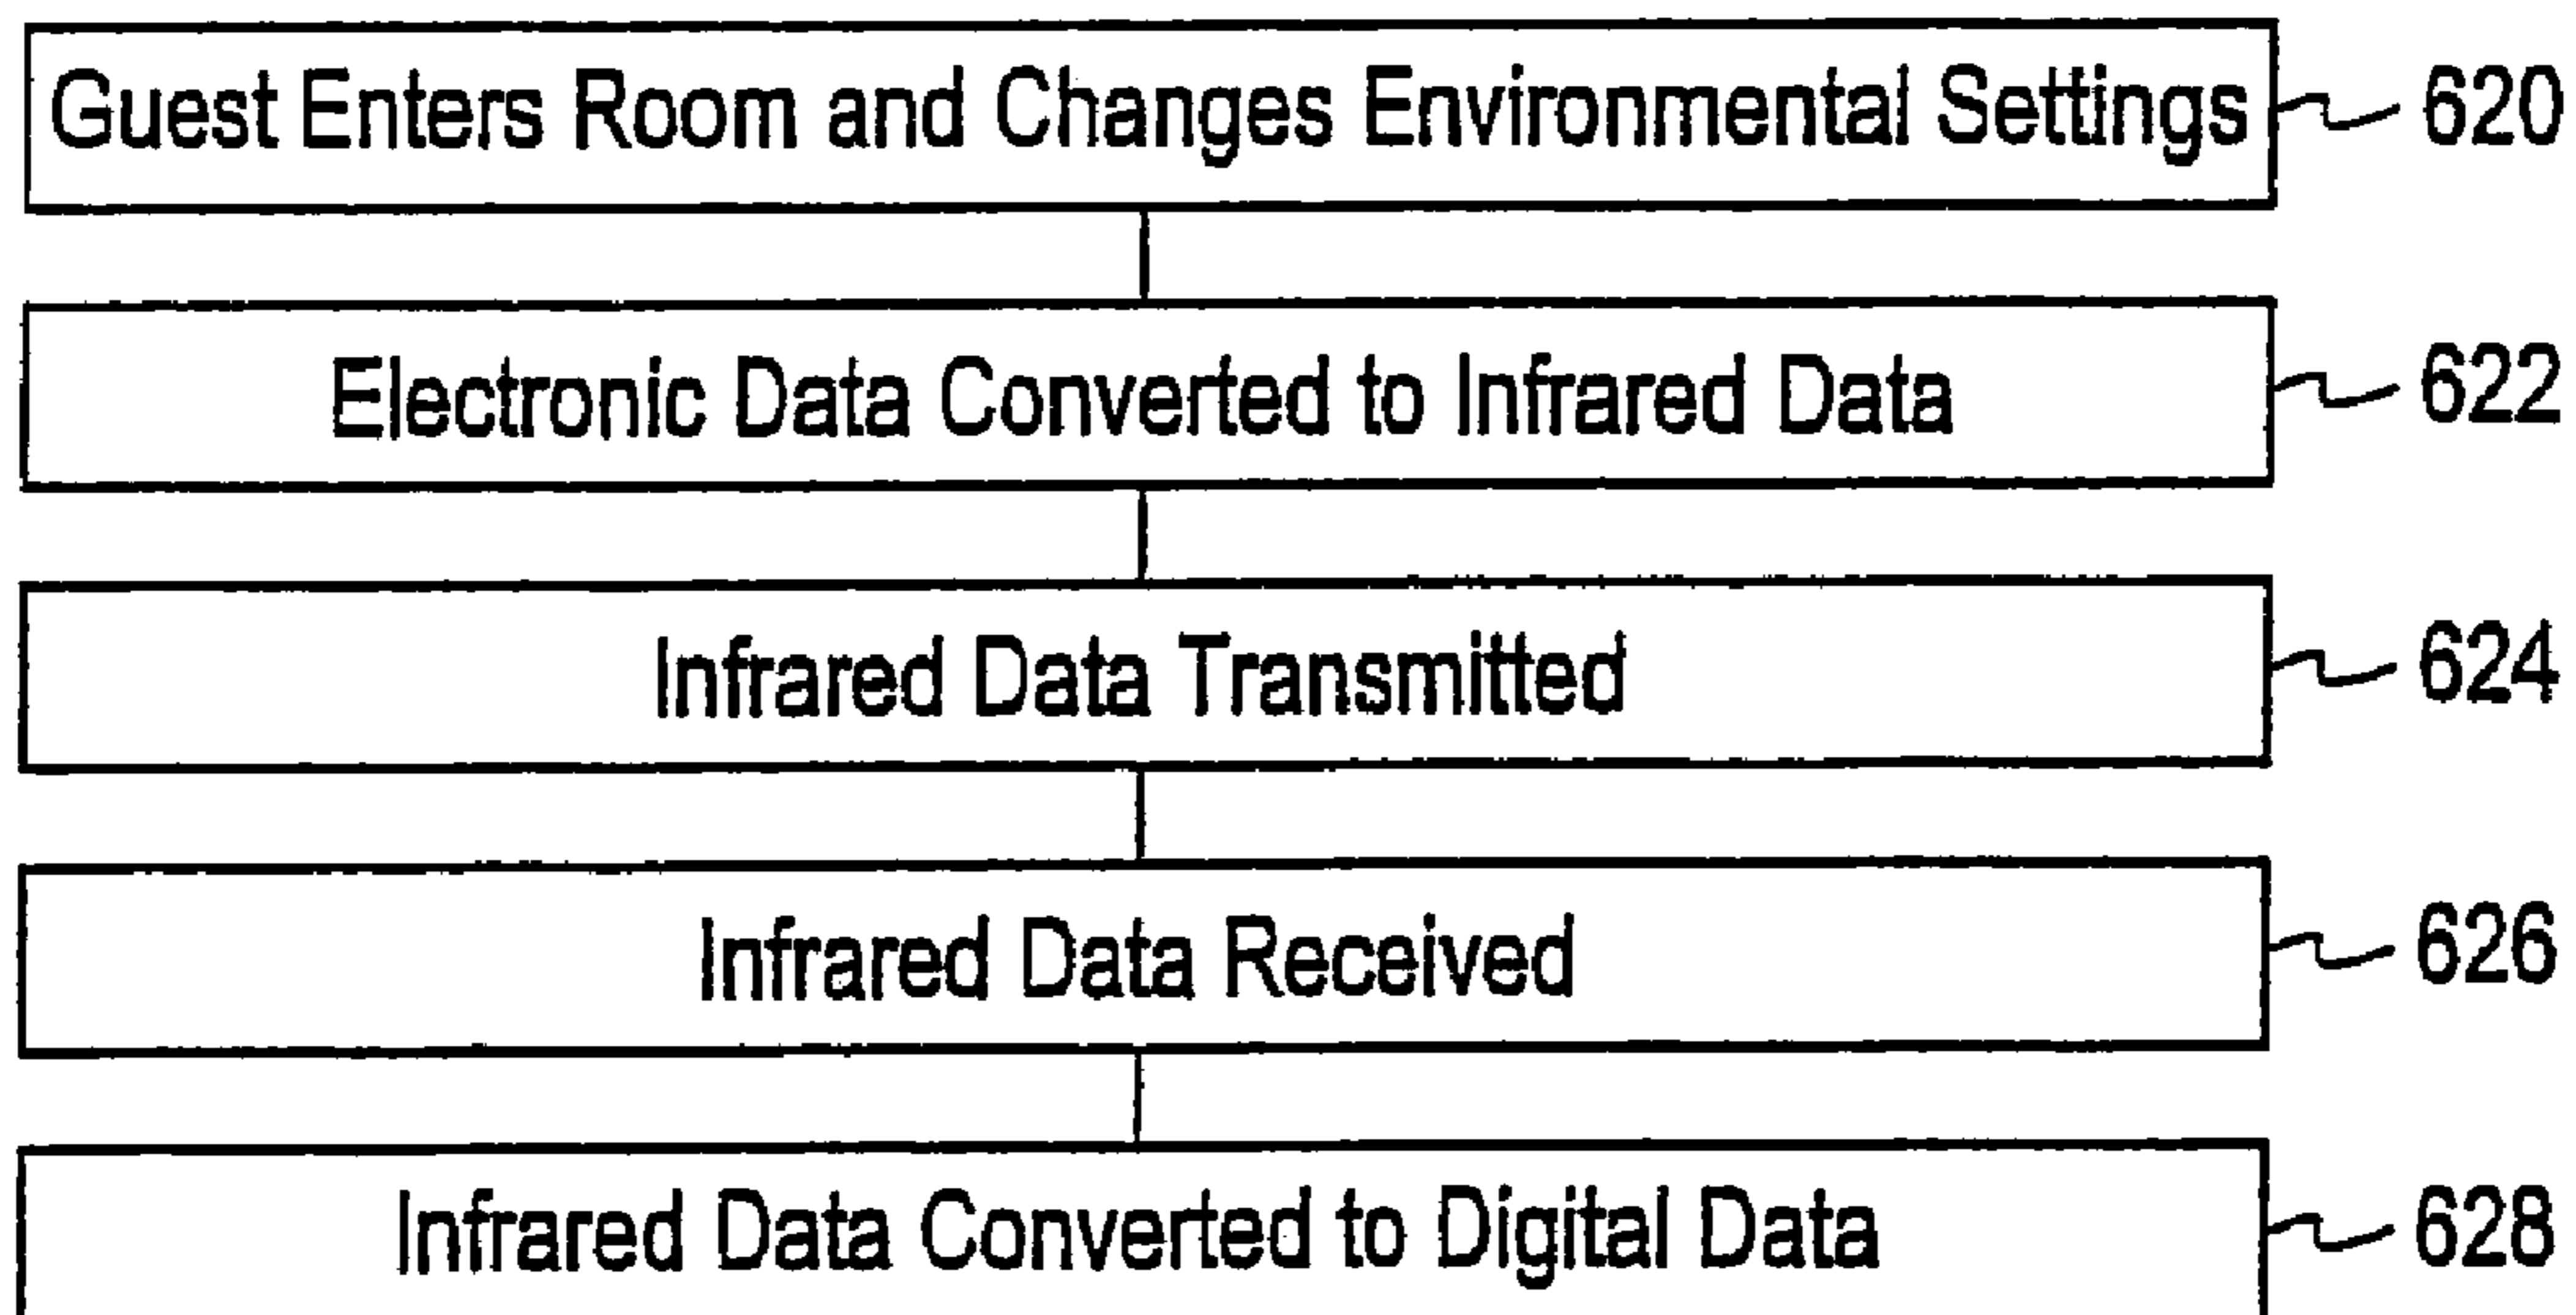 Guest Enters Room and Changes Environmental Settings 620
Electronic Data Converted to Infrared Data 622
Infrared Data Transmitted 624
Infrared Data Received 626
Infrared Data Converted to Digital Data 628